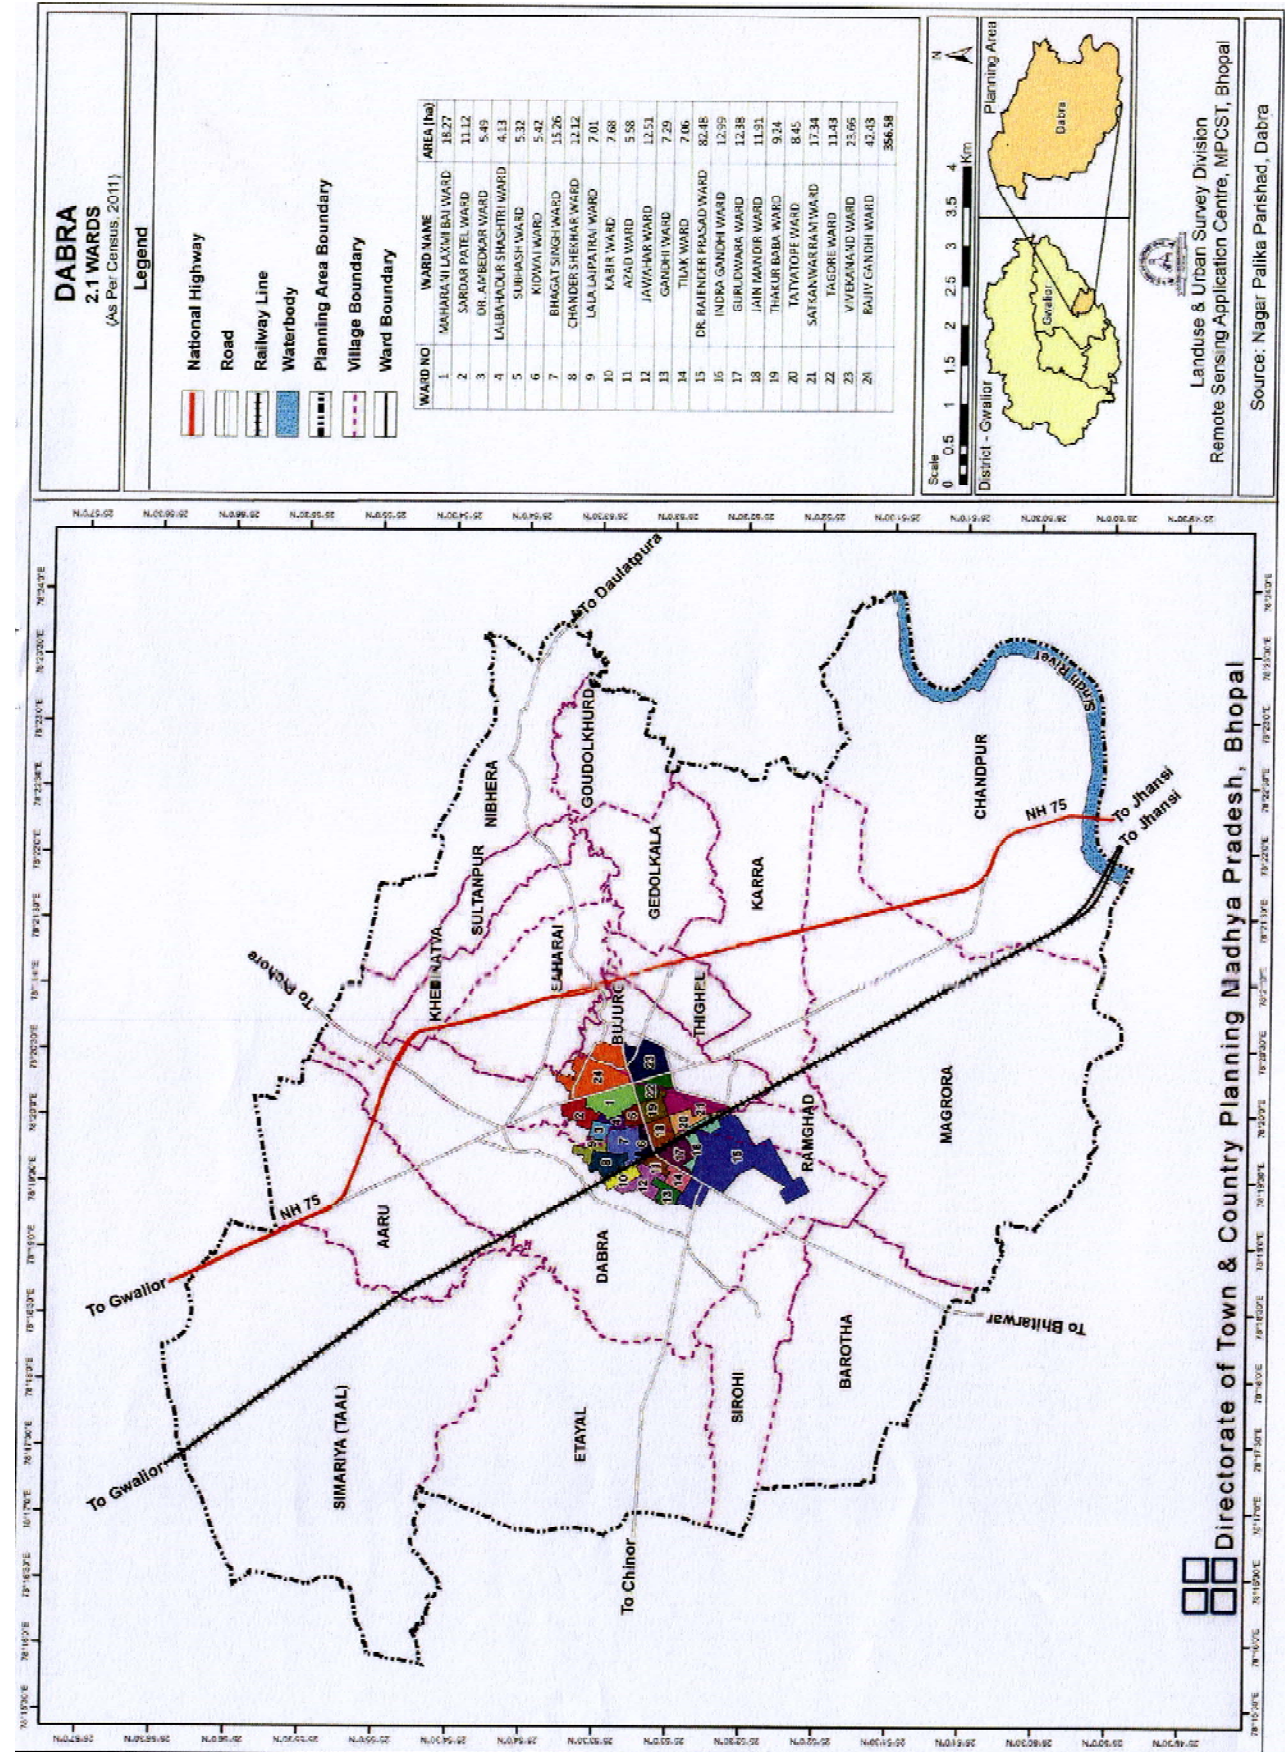 DABRA
2.1 WARDS
(As Per Census, 2011)
Legend
National Highway
Road
Railway Line
Waterbody
Planning Area Boundary
Village Boundary
Ward Boundary
WARD NO WARD NAME AREA (ha)
1 MAHARANI LAXMI BAI WARD 18.27
2 SARDAR PATEL WARD 11.12
3 DR. AMBEDKAR WARD 5.49
4 LALBAHADUR SHASHTRI WARD 4.13
5 SUBHASH WARD 5.32
6 KIDWAI WARD 5.42
7 BHAGAT SINGH WARD 15.26
8 CHANDER SHEKHAR WARD 12.12
9 LALA LAJPAT RAI WARD 7.01
10 KABIR WARD 7.68
11 AZAD WARD 5.58
12 JAWAHAR WARD 12.51
13 GANDHI WARD 7.29
14 TILAK WARD 7.06
15 DR. RAJENDER PRASAD WARD 82.48
16 INDRA GANDHI WARD 12.99
17 GURUDWARA WARD 12.38
18 JAIN MANDIR WARD 11.91
19 THAKUR BABA WARD 9.24
20 TATYATOPE WARD 8.45
21 SATKANWAR RAM WARD 17.34
22 TAGORE WARD 11.43
23 VIVEKANAND WARD 23.66
24 RAJIV GANDHI WARD 42.43
356.58
Scale
0 0.5 1 1.5 2 2.5 3 3.5 4
Km
N
District - Gwalior
Planning Area
Gwalior
Dabra
Landuse & Urban Survey Division
Remote Sensing Application Centre, MPCST, Bhopal
Source: Nagar Palika Parishad, Dabra
To Gwalior
To Gwalior
NH 75
To Pichore
To Daulatpura
AARU
SIMARIYA (TAAL)
SULTANPUR
NIBHERA
SAHARAI
GOUDOLKHURD
BUJURG
GEDOLKALA
THIGHEL
KARRA
DABRA
ETAYAL
SIROHI
RAMGHAD
BAROTHA
MAGRORA
CHANDPUR
NH 75
Sindh River
To Jhansi
To Jhansi
To Bhitarwar
To Chinor
Directorate of Town & Country Planning Madhya Pradesh, Bhopal